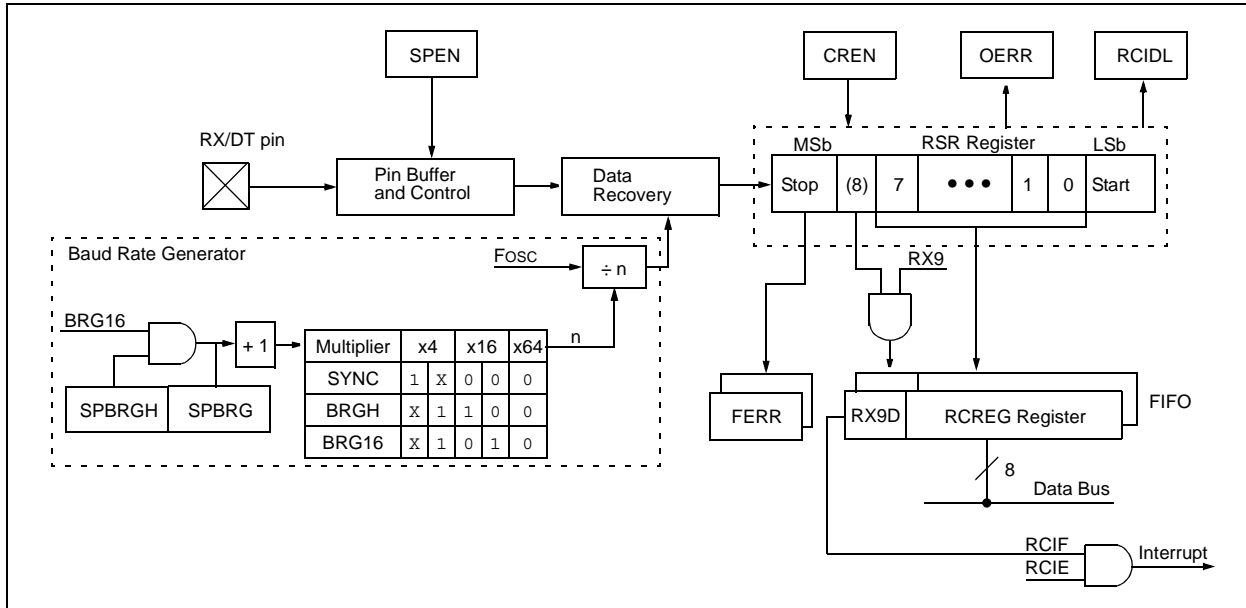 SPEN
CREN
OERR
RCIDL
RX/DT pin
Pin Buffer
and Control
Data
Recovery
MSb
RSR Register
LSb
Stop (8) 7 ••• 1 0 Start
Baud Rate Generator
FOSC
÷ n
RX9
BRG16
+ 1
n
Multiplier x4 x16 x64
SYNC 1 X 0 0 0
BRGH X 1 1 0 0
BRG16 X 1 0 1 0
SPBRGH
SPBRG
FERR
RX9D
RCREG Register
FIFO
8
Data Bus
RCIF
RCIE
Interrupt